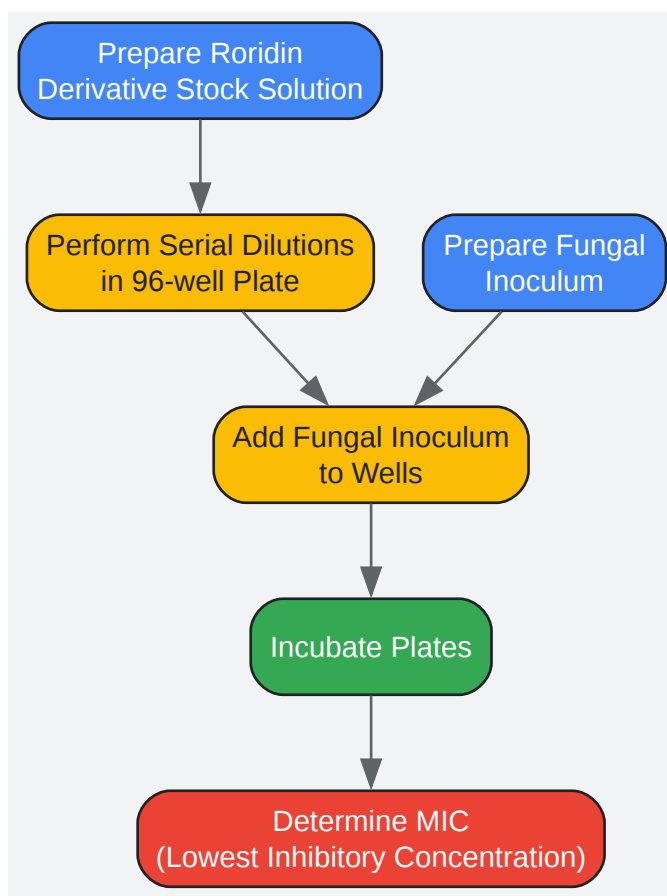 Prepare Roridin
Derivative Stock Solution
Perform Serial Dilutions
in 96-well Plate
Prepare Fungal
Inoculum
Add Fungal Inoculum
to Wells
Incubate Plates
Determine MIC
(Lowest Inhibitory Concentration)